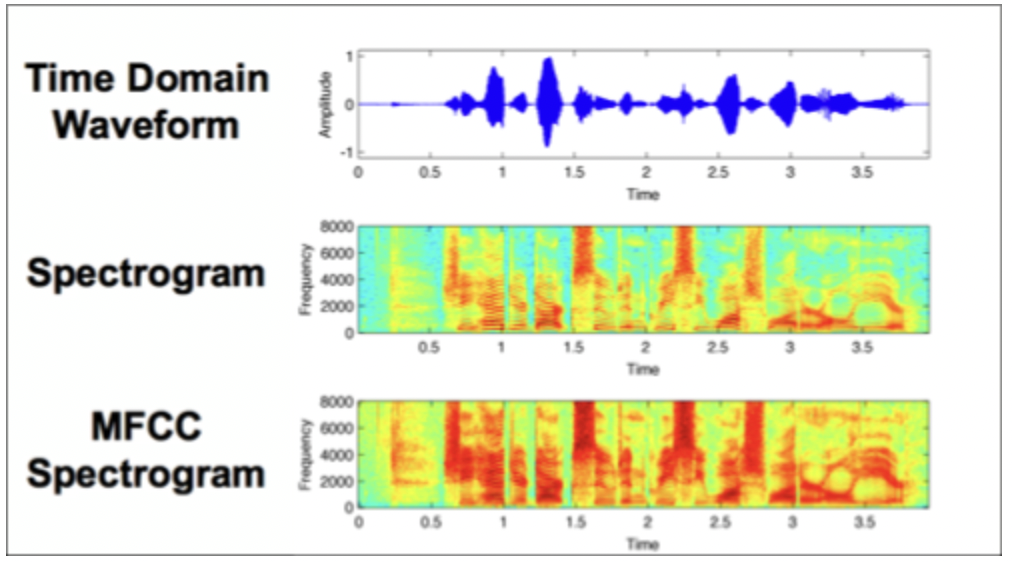 Time Domain
Waveform
Amplitude
1
0
-1
0 0.5 1 1.5 2 2.5 3 3.5
Time
Spectrogram
Frequency
8000
6000
4000
2000
0
0.5 1 1.5 2 2.5 3 3.5
Time
MFCC
Spectrogram
Frequency
8000
6000
4000
2000
0
0 0.5 1 1.5 2 2.5 3 3.5
Time